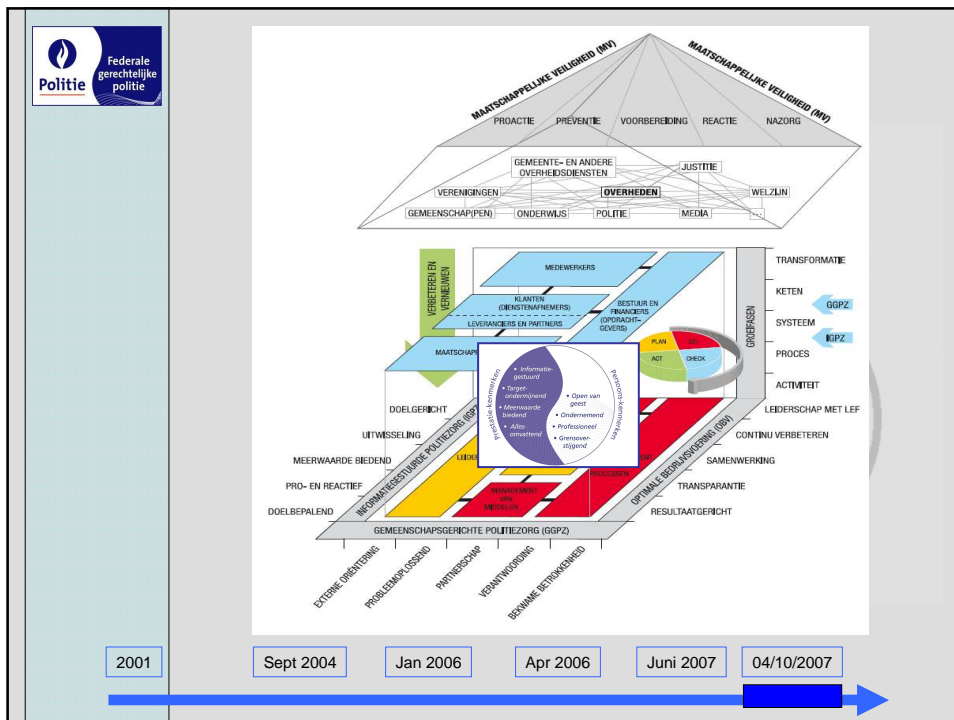 Politie
Federale
gerechtelijke
politie
MAATSCHAPPELIJKE VEILIGHEID (MV)
MAATSCHAPPELIJKE VEILIGHEID (MV)
PROACTIE PREVENTIE VOORBEREIDING REACTIE NAZORG
GEMEENTE- EN ANDERE
OVERHEIDSDIENSTEN
JUSTITIE
VERENIGINGEN OVERHEDEN WELZIJN
GEMEENSCHAP(PEN) ONDERWIJS POLITIE MEDIA ...
VERBETEREN EN
VERNIEUWEN
MEDEWERKERS
KLANTEN
(DIENSTENAFNEMERS)
LEVERANCIERS EN PARTNERS
BESTUUR EN
FINANCIERS
(OPDRACHT-
GEVERS)
MAATSCHAP
GROEIFASEN
TRANSFORMATIE
KETEN
SYSTEEM
PROCES
ACTIVITEIT
GGPZ
IGPZ
PLAN
ACT CHECK
Prestatie-kenmerken
• Informatie-
gestuurd
• Target-
ondermijnend
• Meerwaarde
biedend
• Alles-
omvattend
• Open van
geest
• Ondernemend
• Professioneel
• Grensover-
stijgend
Persoons-kenmerken
DOELGERICHT
UITWISSELING
MEERWAARDE BIEDEND
PRO- EN REACTIEF
DOELBEPALEND
INFORMATIEGESTUURDE POLITIEZORG (IGPZ)
LEIDER
MANAGEMENT
VAN
MIDDELEN
PROCESSEN
OPTIMALE BEDRIJFSVOERING (OBV)
LEIDERSCHAP MET LEF
CONTINU VERBETEREN
SAMENWERKING
TRANSPARANTIE
RESULTAATGERICHT
GEMEENSCHAPSGERICHTE POLITIEZORG (GGPZ)
EXTERNE ORIËNTERING
PROBLEEMOPLOSSEND
PARTNERSCHAP
VERANTWOORDING
BEKWAME BETROKKENHEID
2001 Sept 2004 Jan 2006 Apr 2006 Juni 2007 04/10/2007